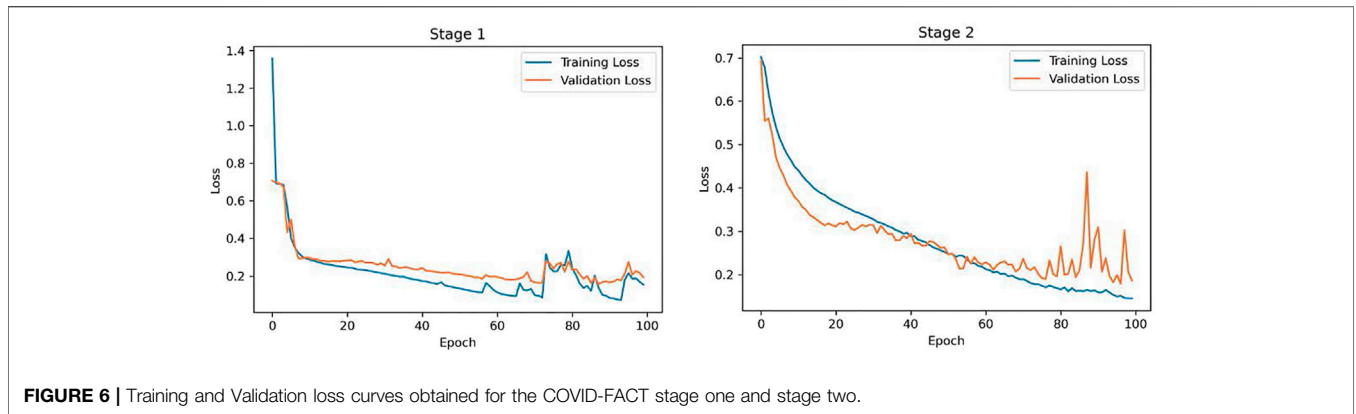 Stage 1
1.4
1.2
1.0
0.8
0.6
0.4
0.2
Loss
Training Loss
Validation Loss
0 20 40 60 80 100
Epoch
Stage 2
0.7
0.6
0.5
0.4
0.3
0.2
Loss
Training Loss
Validation Loss
0 20 40 60 80 100
Epoch
FIGURE 6 | Training and Validation loss curves obtained for the COVID-FACT stage one and stage two.